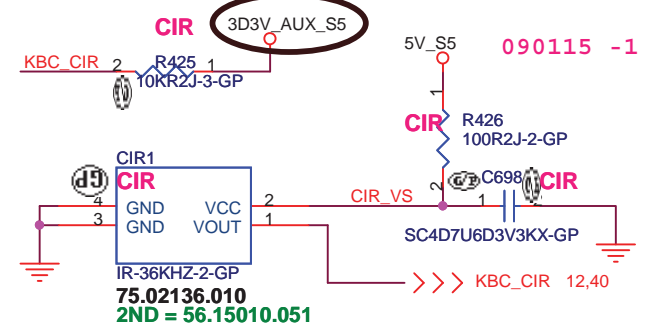 CIR
3D3V_AUX_S5
KBC_CIR
2
R425
1
10KR2J-3-GP
5V_S5
090115 -1
1
CIR
R426
100R2J-2-GP
2
CIR1
CIR
4
GND
3
GND
VCC
2
VOUT
1
CIR_VS
G/P
C698
CIR
1
SC4D7U6D3V3KX-GP
IR-36KHZ-2-GP
75.02136.010
2ND = 56.15010.051
KBC_CIR 12,40